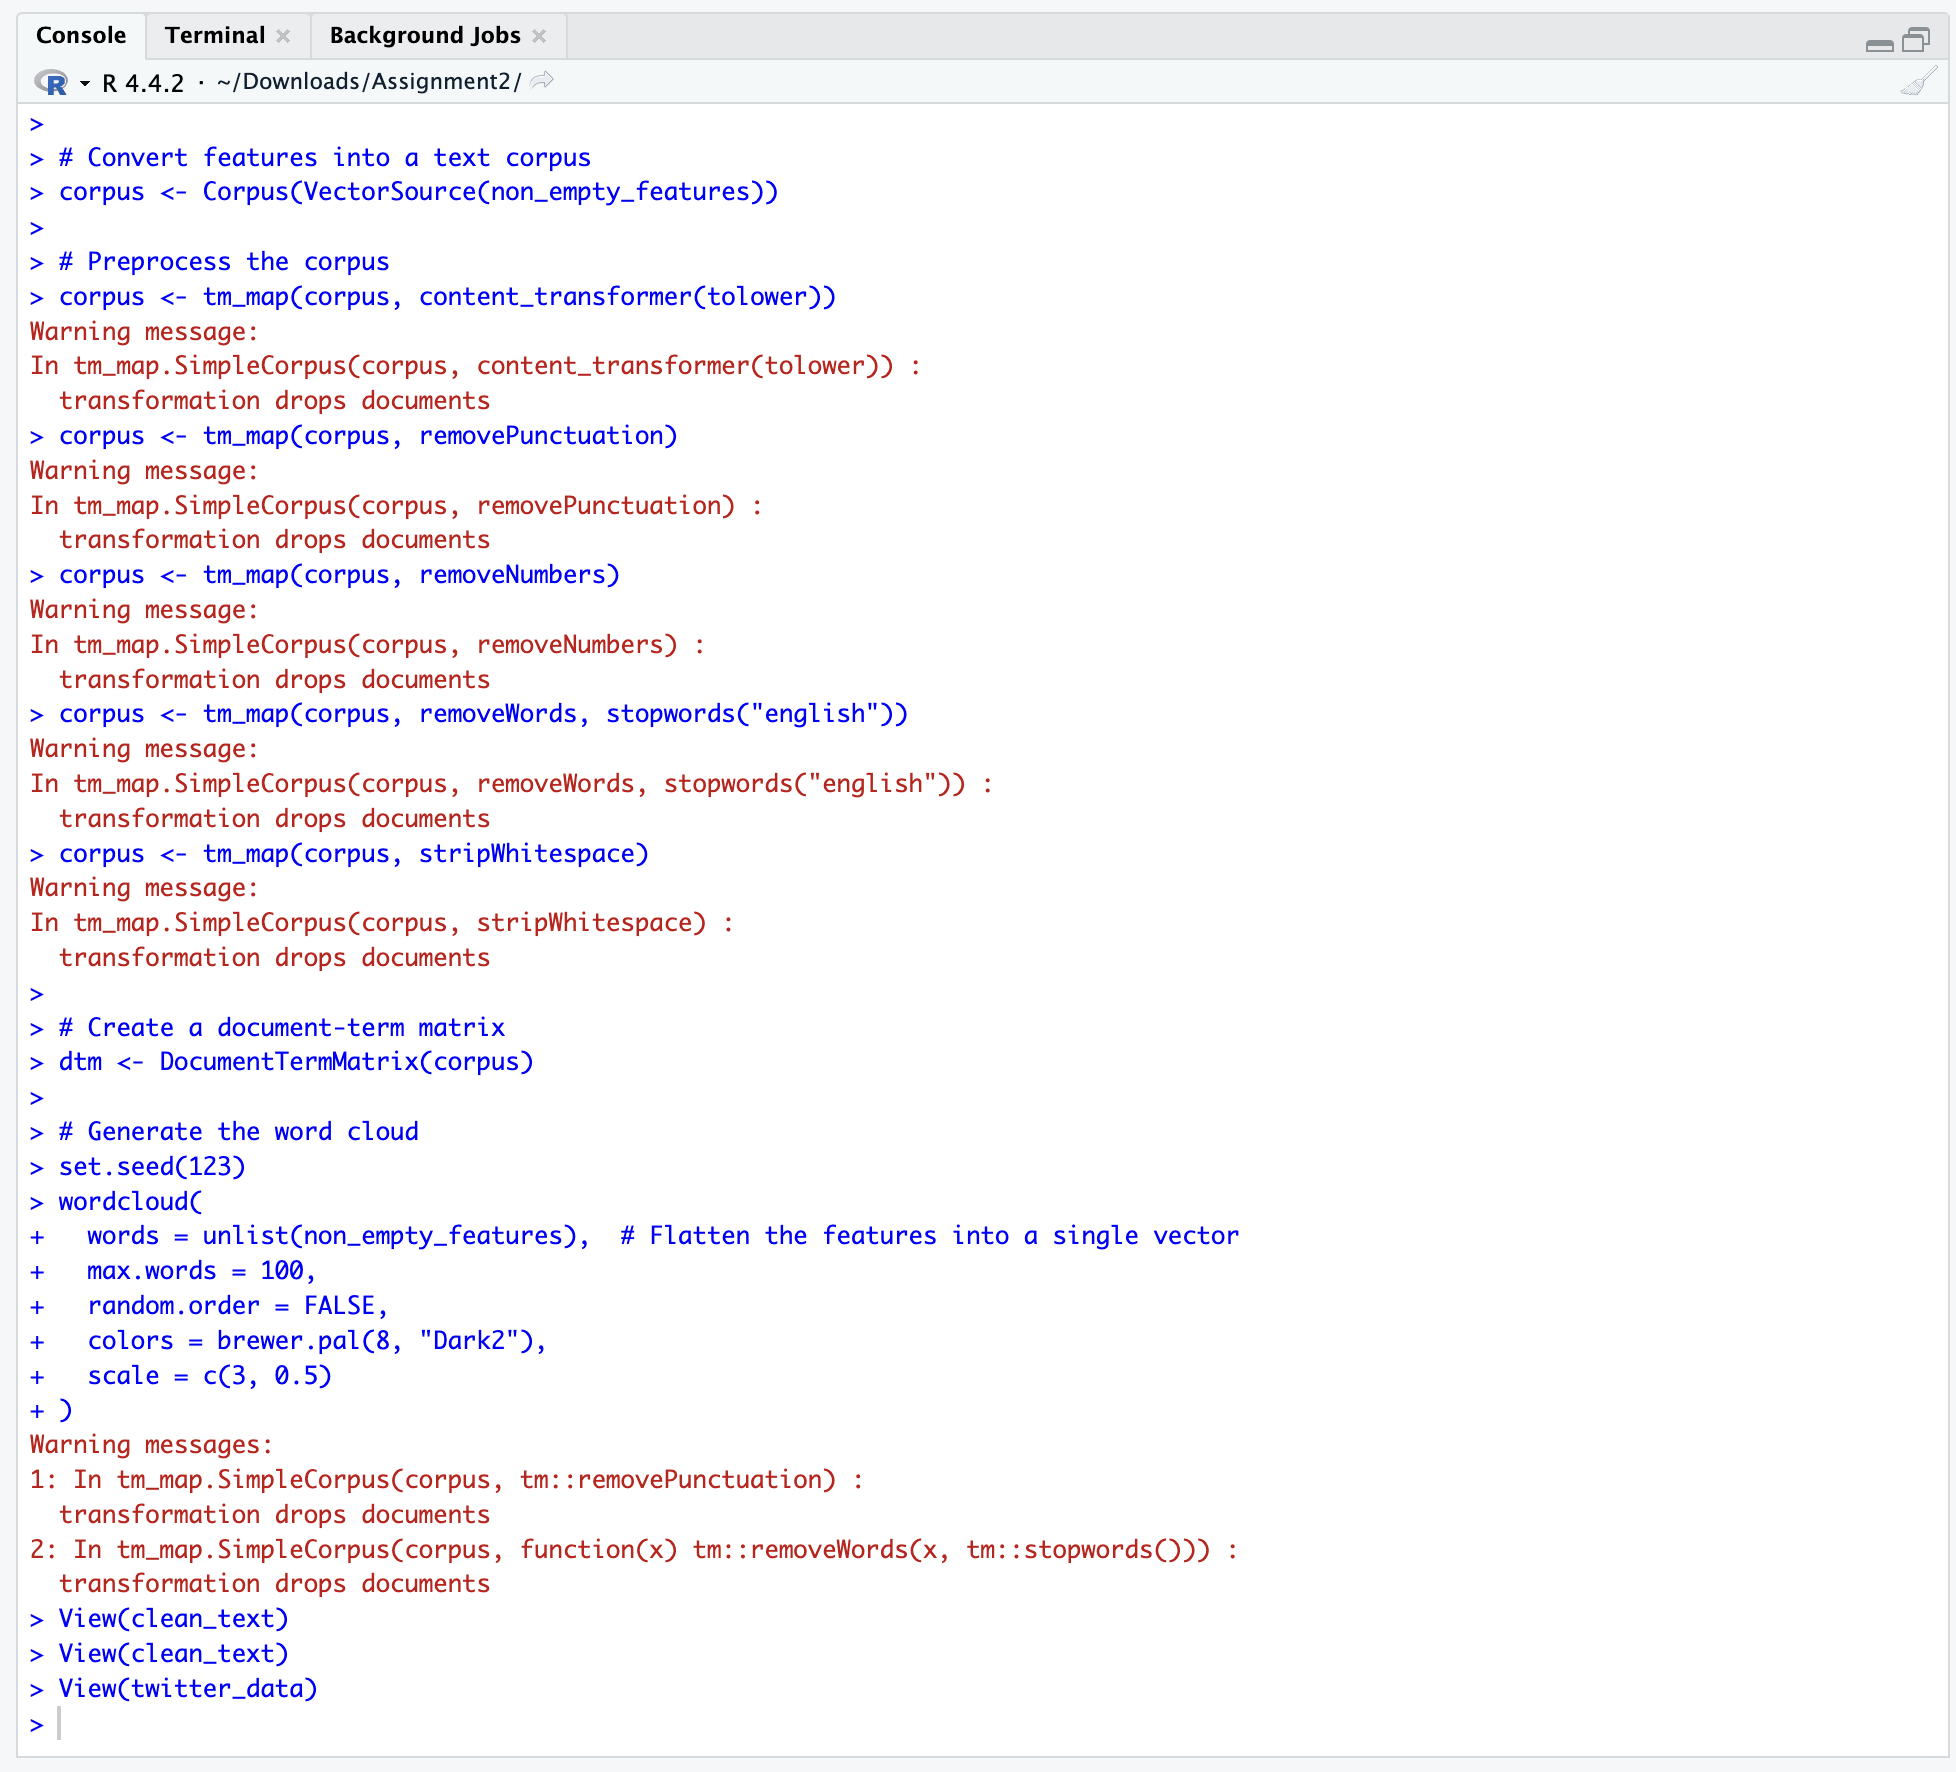 Console Terminal Background Jobs
R 4.4.2 · ~/Downloads/Assignment2/
>
> # Convert features into a text corpus
> corpus <- Corpus(VectorSource(non_empty_features))
>
> # Preprocess the corpus
> corpus <- tm_map(corpus, content_transformer(tolower))
Warning message:
In tm_map.SimpleCorpus(corpus, content_transformer(tolower)) :
  transformation drops documents
> corpus <- tm_map(corpus, removePunctuation)
Warning message:
In tm_map.SimpleCorpus(corpus, removePunctuation) :
  transformation drops documents
> corpus <- tm_map(corpus, removeNumbers)
Warning message:
In tm_map.SimpleCorpus(corpus, removeNumbers) :
  transformation drops documents
> corpus <- tm_map(corpus, removeWords, stopwords("english"))
Warning message:
In tm_map.SimpleCorpus(corpus, removeWords, stopwords("english")) :
  transformation drops documents
> corpus <- tm_map(corpus, stripWhitespace)
Warning message:
In tm_map.SimpleCorpus(corpus, stripWhitespace) :
  transformation drops documents
>
> # Create a document-term matrix
> dtm <- DocumentTermMatrix(corpus)
>
> # Generate the word cloud
> set.seed(123)
> wordcloud(
+   words = unlist(non_empty_features),  # Flatten the features into a single vector
+   max.words = 100,
+   random.order = FALSE,
+   colors = brewer.pal(8, "Dark2"),
+   scale = c(3, 0.5)
+ )
Warning messages:
1: In tm_map.SimpleCorpus(corpus, tm::removePunctuation) :
  transformation drops documents
2: In tm_map.SimpleCorpus(corpus, function(x) tm::removeWords(x, tm::stopwords())) :
  transformation drops documents
> View(clean_text)
> View(clean_text)
> View(twitter_data)
>